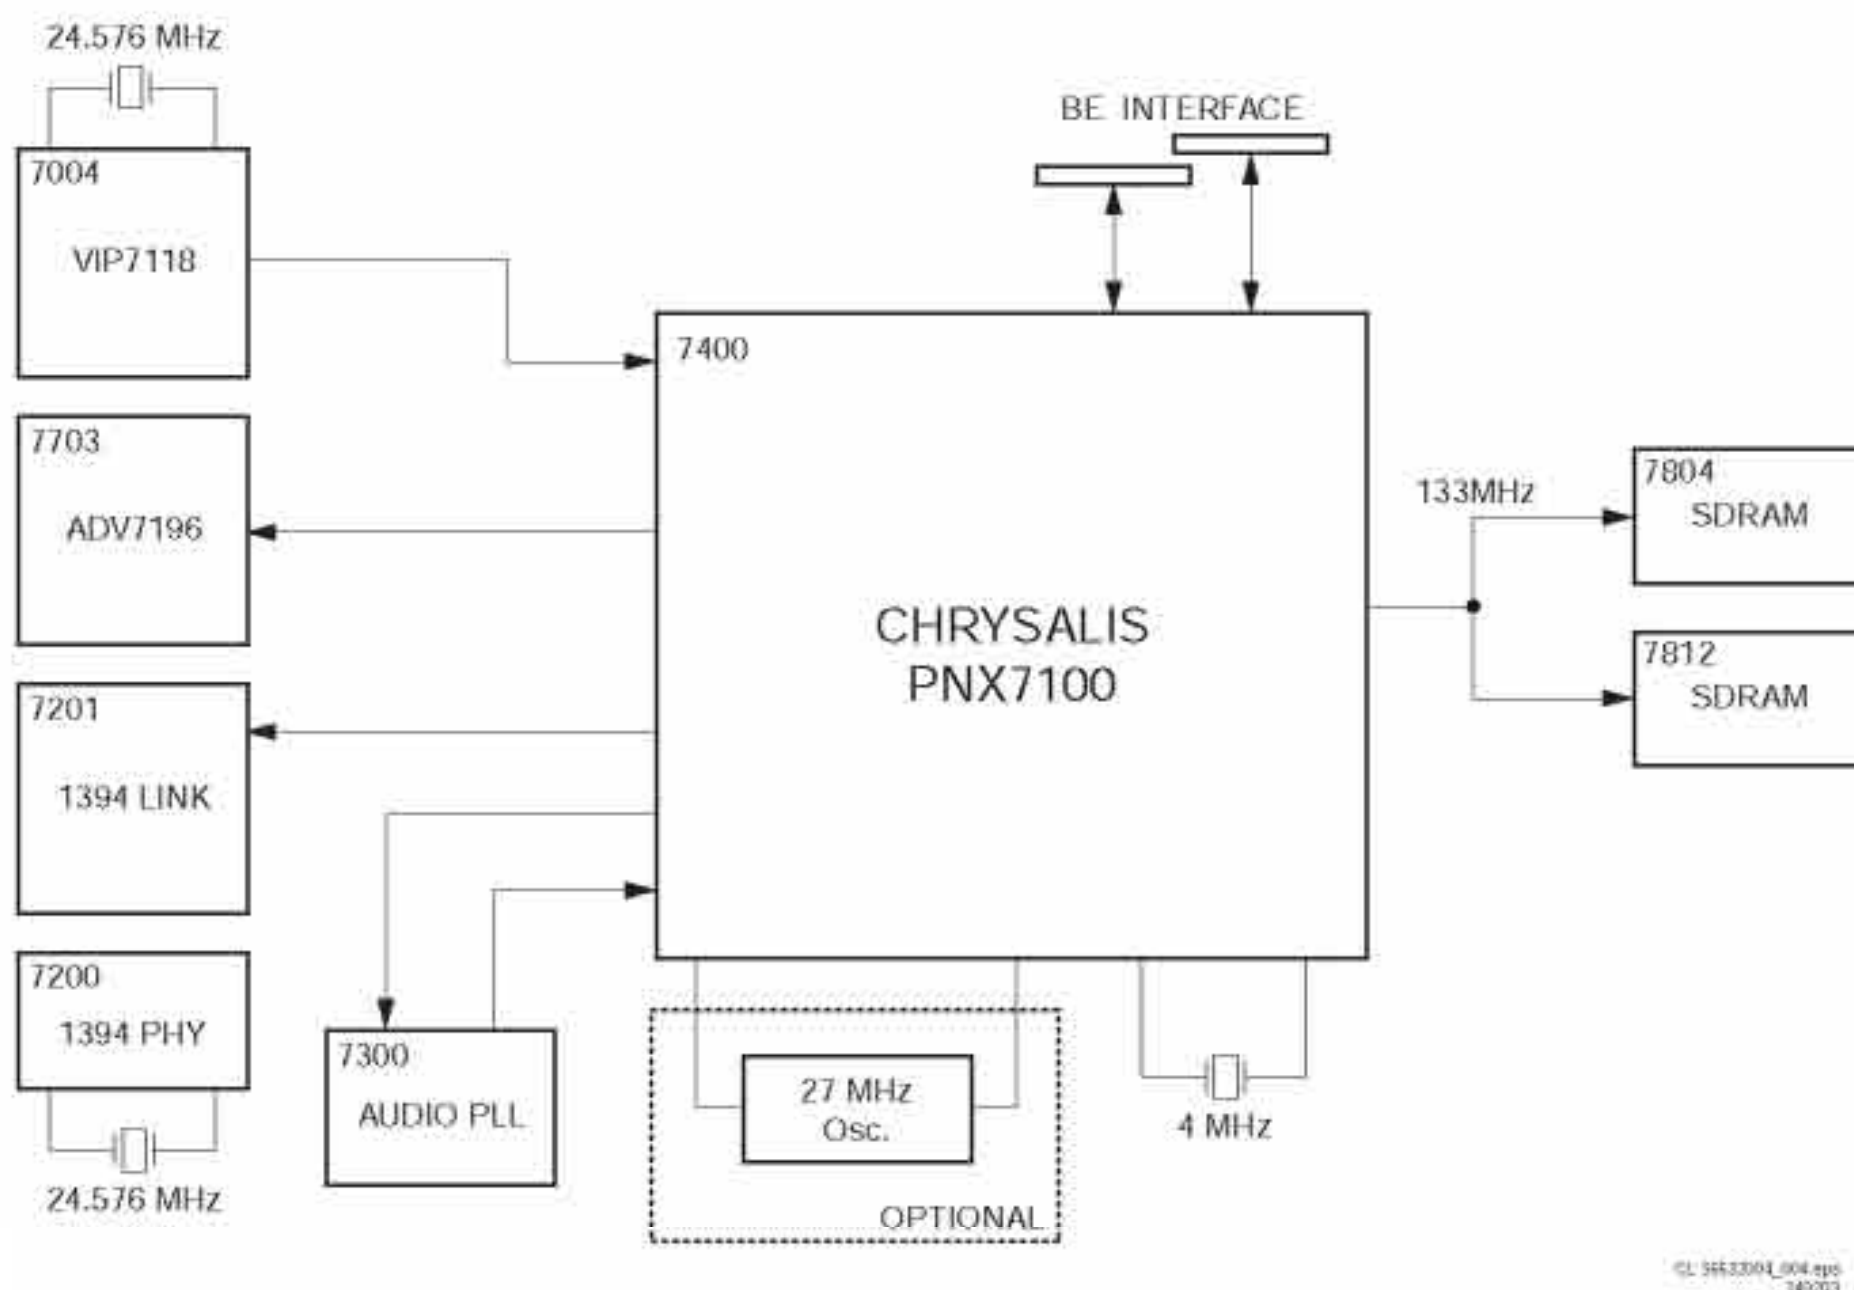 24.576 MHz
BE INTERFACE
7004
VIP7118
7400
7703
ADV7196
133MHz
7804
SDRAM
CHRYSALIS
PNX7100
7812
SDRAM
7201
1394 LINK
7200
1394 PHY
24.576 MHz
7300
AUDIO PLL
27 MHz
Osc.
OPTIONAL
4 MHz